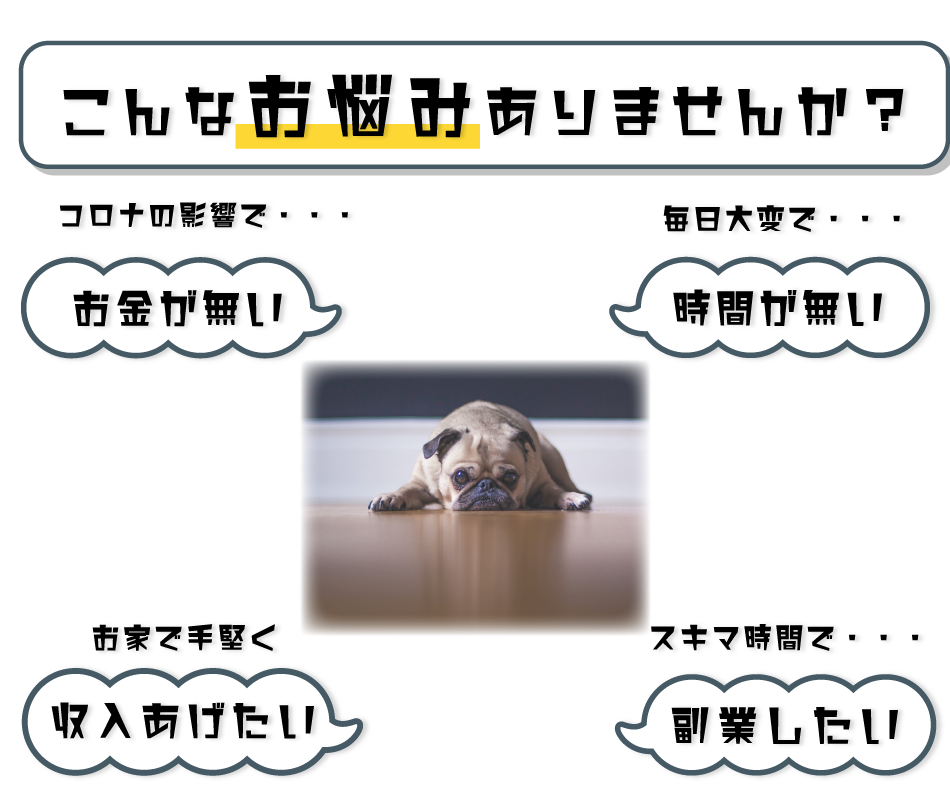 こんなお悩みありませんか？
コロナの影響で・・・
お金が無い
毎日大変で・・・
時間が無い
お家で手堅く
収入あげたい
スキマ時間で・・・
副業したい